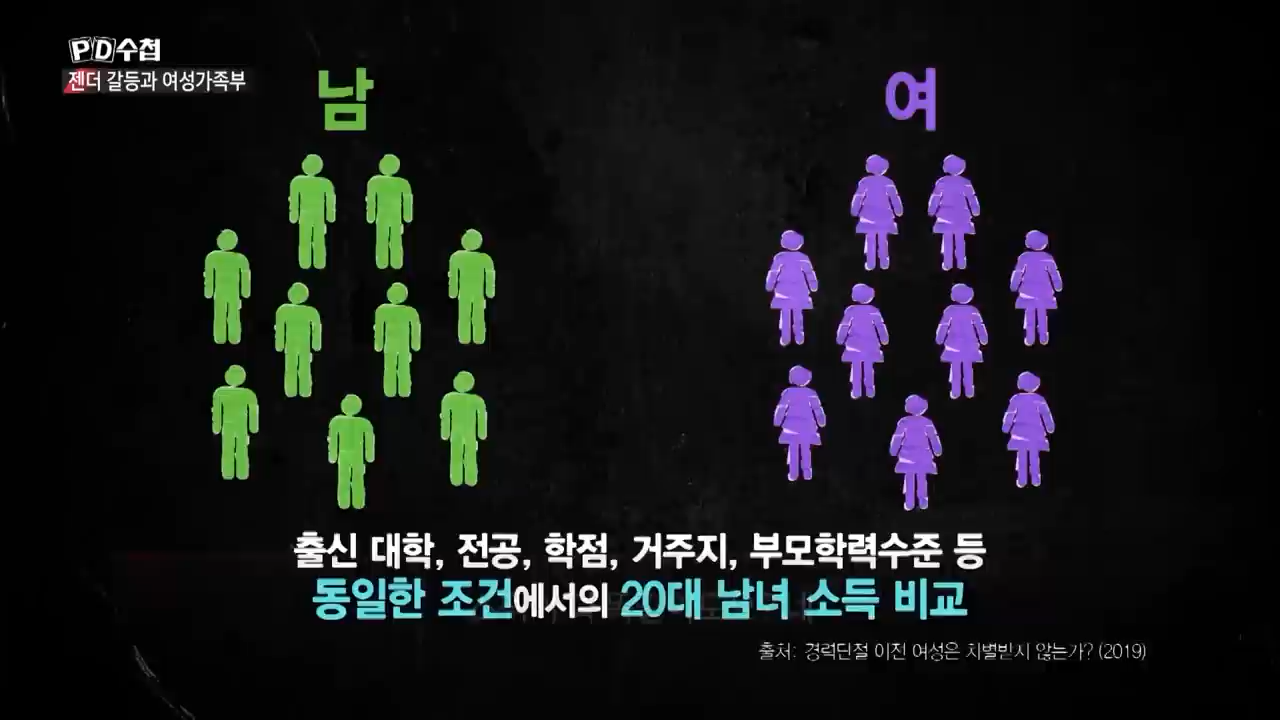 PD수첩
젠더 갈등과 여성가족부
남
여
출신 대학, 전공, 학점, 거주지, 부모학력수준 등
동일한 조건에서의 20대 남녀 소득 비교
출처: 경력단절 이전 여성은 차별받지 않는가? (2019)